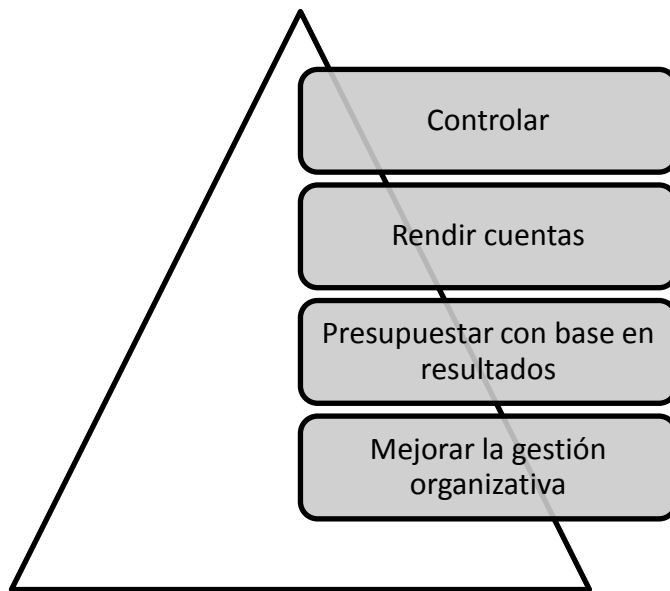 Controlar
Rendir cuentas
Presupuestar con base en
resultados
Mejorar la gestión
organizativa